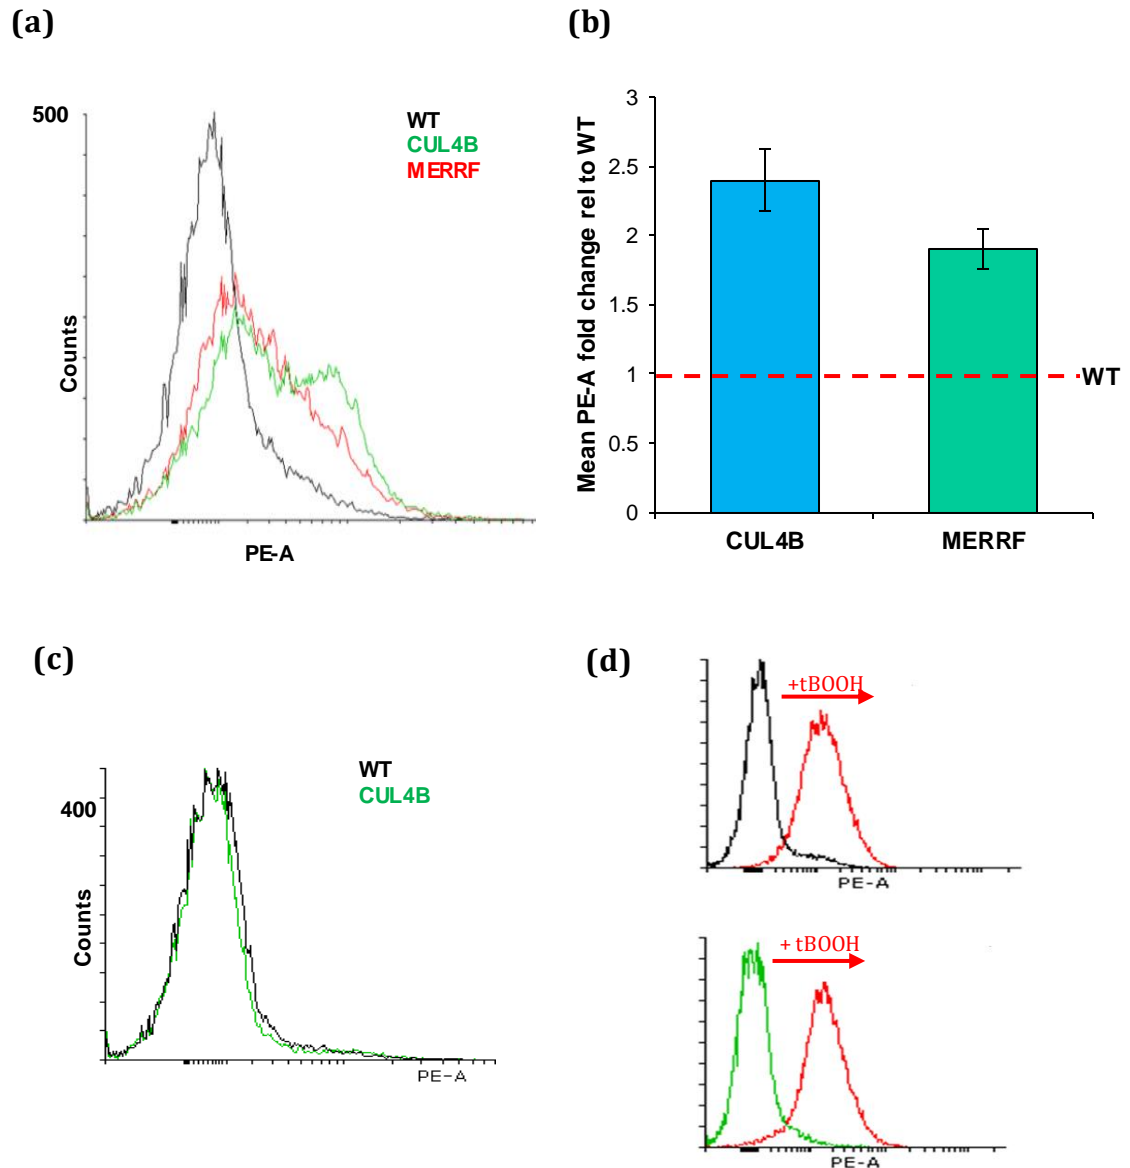 (a)
500
WT
CUL4B
MERRF
Counts
PE-A
(b)
3
2.5
2
1.5
1
0.5
0
Mean PE-A fold change rel to WT
WT
CUL4B
MERRF
(c)
400
WT
CUL4B
Counts
PE-A
(d)
+tBOOH
PE-A
+ tBOOH
PE-A